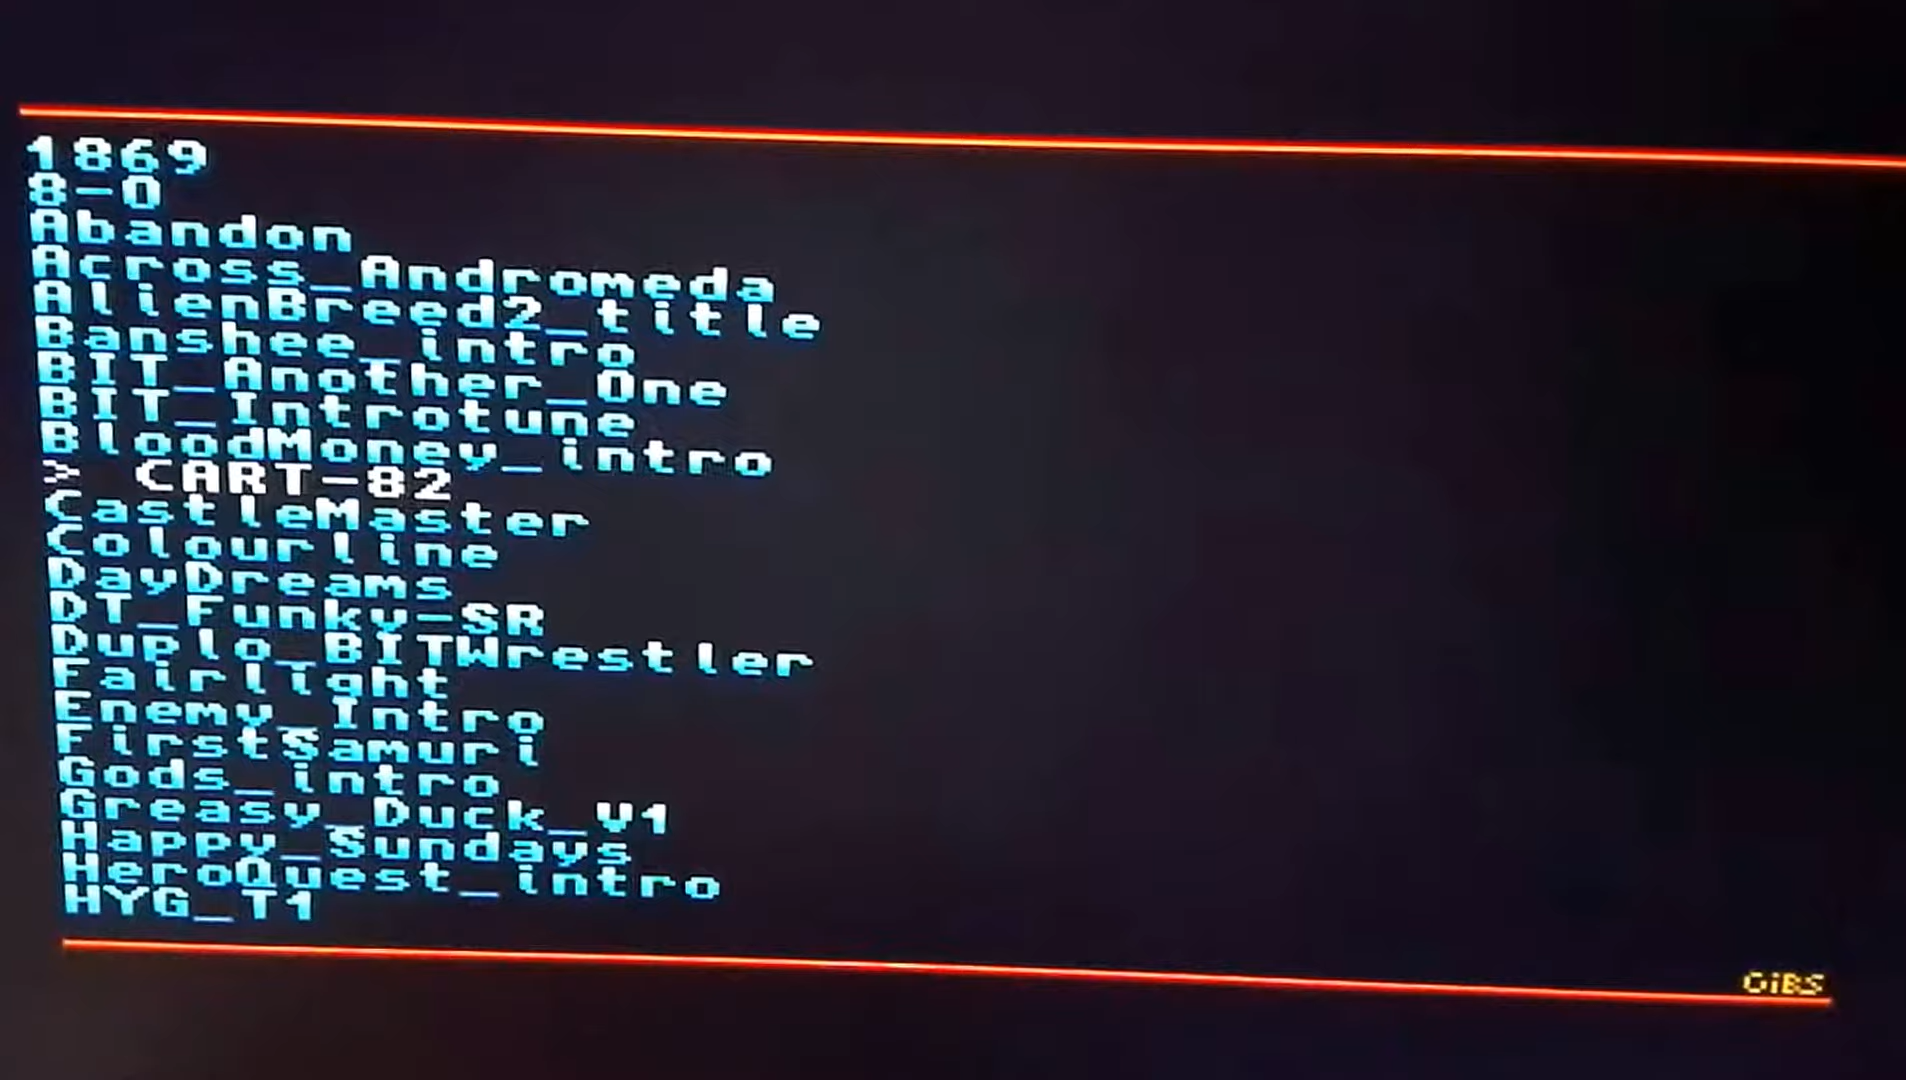 1869
8-0
Abandon
Across_Andromeda
AlienBreed2_title
Banshee_intro
BIT_Another_One
BIT_Introtune
BloodMoney_intro
> CART-82
CastleMaster
Colourline
DayDreams
DT_Funky-SR
Duplo_BITWrestler
Fairlight
Enemy_Intro
FirstSamuri
Gods_intro
Greasy_Duck_V1
Happy_Sundays
HeroQuest_intro
HYG_T1
GiBS